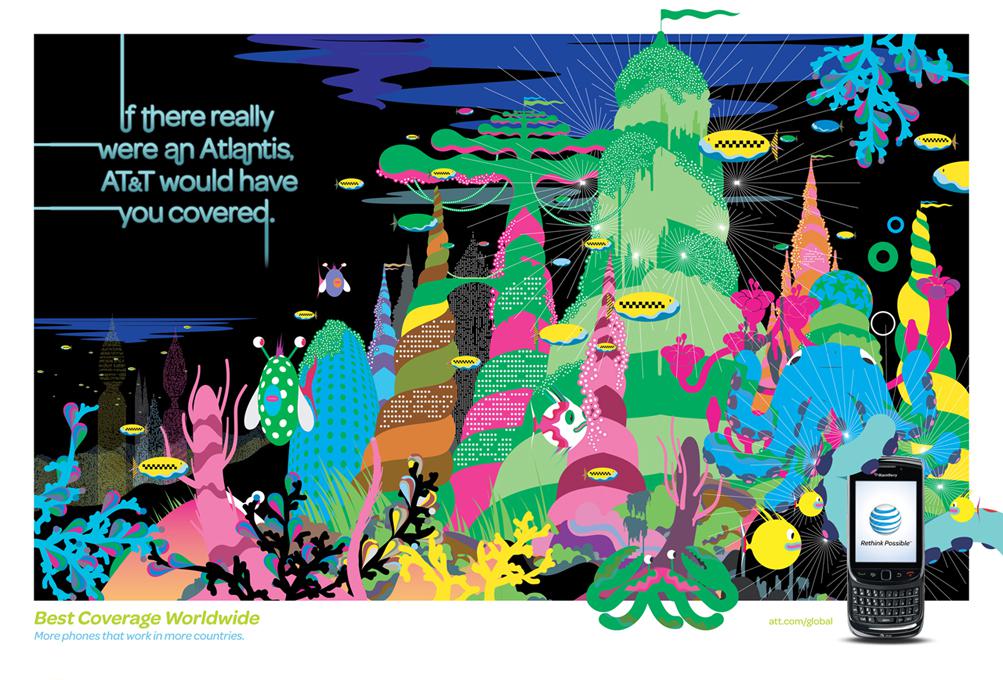 If there really
were an Atlantis,
AT&T would have
you covered.
BlackBerry
Rethink Possible
Best Coverage Worldwide
More phones that work in more countries.
att.com/global